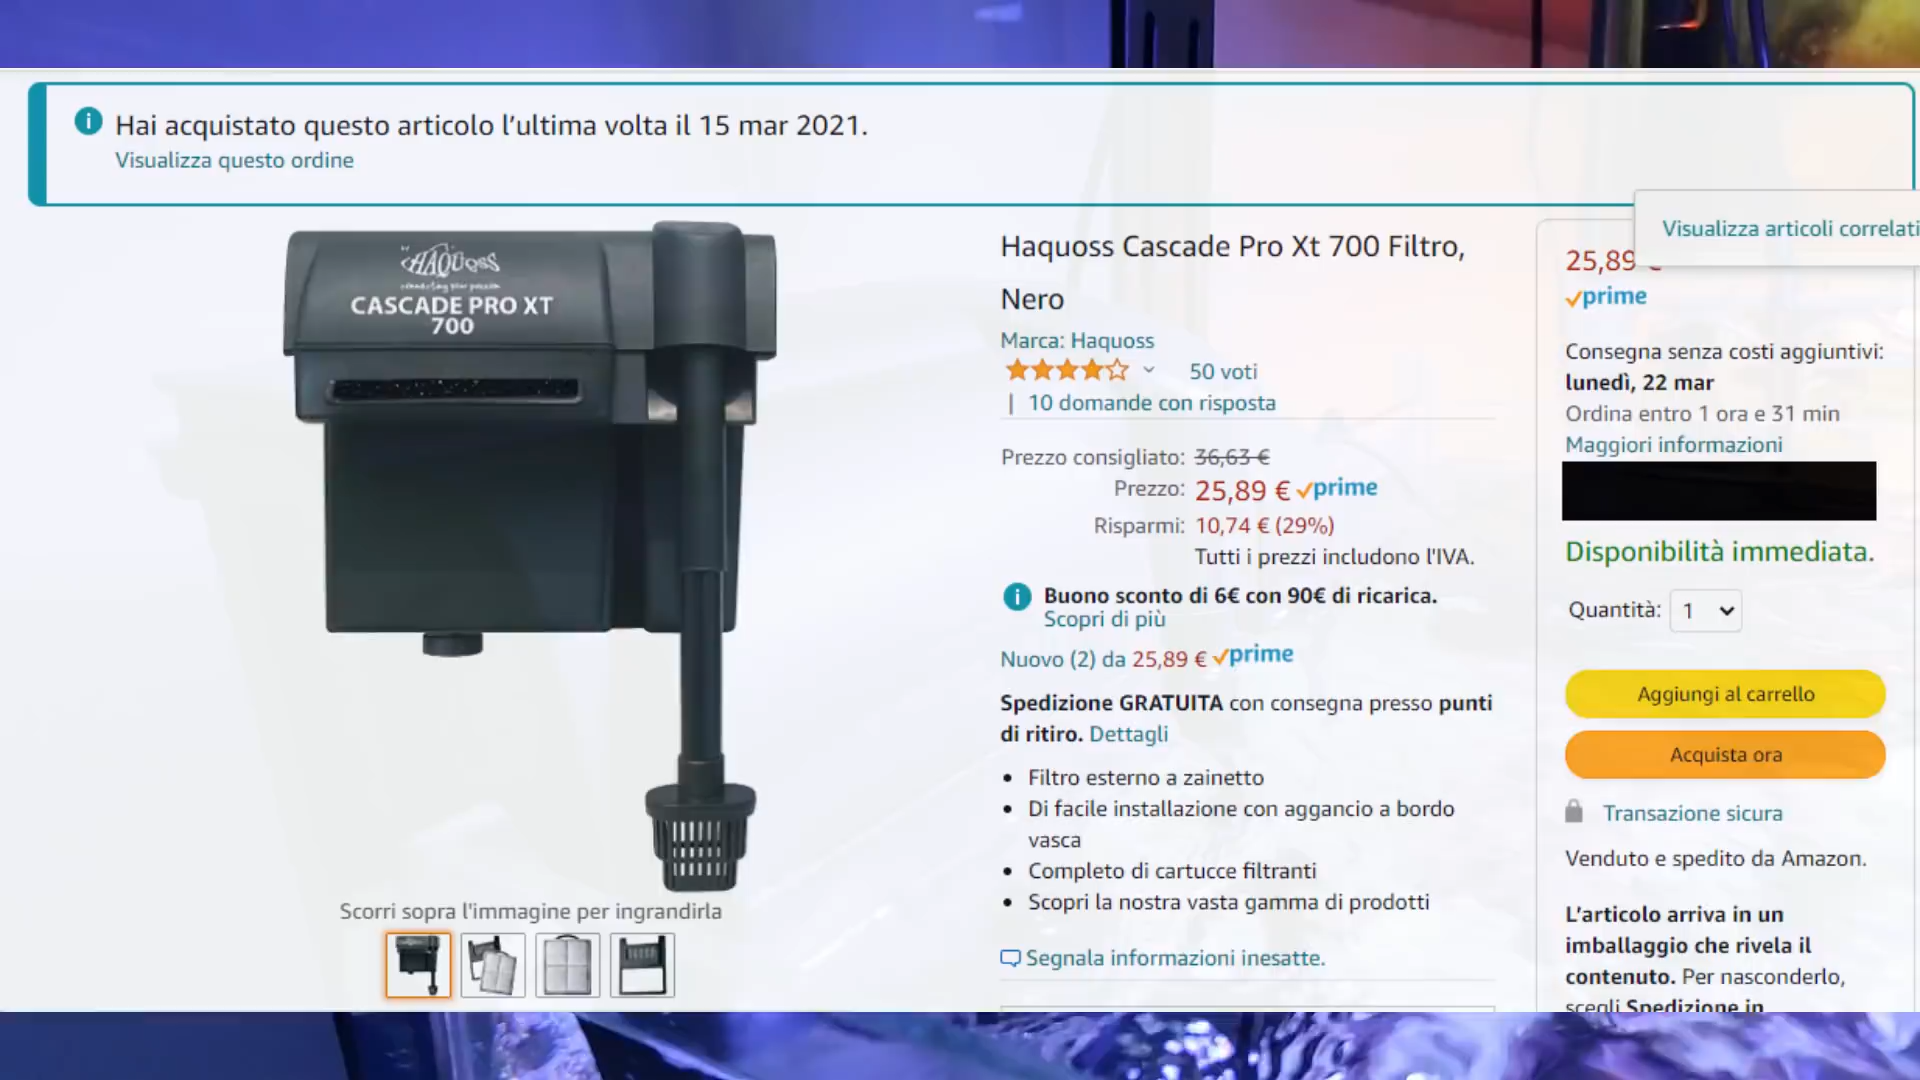 Hai acquistato questo articolo l'ultima volta il 15 mar 2021.
Visualizza questo ordine
Visualizza articoli correlati
by HAQUOSS
connecting your passion
CASCADE PRO XT
700
Scorri sopra l'immagine per ingrandirla
Haquoss Cascade Pro Xt 700 Filtro,
Nero
Marca: Haquoss
50 voti
| 10 domande con risposta
Prezzo consigliato: 36,63 €
Prezzo: 25,89 € prime
Risparmi: 10,74 € (29%)
Tutti i prezzi includono l'IVA.
Buono sconto di 6€ con 90€ di ricarica.
Scopri di più
Nuovo (2) da 25,89 € prime
Spedizione GRATUITA con consegna presso punti
di ritiro. Dettagli
• Filtro esterno a zainetto
• Di facile installazione con aggancio a bordo
vasca
• Completo di cartucce filtranti
• Scopri la nostra vasta gamma di prodotti
Segnala informazioni inesatte.
25,89 €
prime
Consegna senza costi aggiuntivi:
lunedì, 22 mar
Ordina entro 1 ora e 31 min
Maggiori informazioni
Disponibilità immediata.
Quantità: 1
Aggiungi al carrello
Acquista ora
Transazione sicura
Venduto e spedito da Amazon.
L'articolo arriva in un
imballaggio che rivela il
contenuto. Per nasconderlo,
scegli Spedizione in